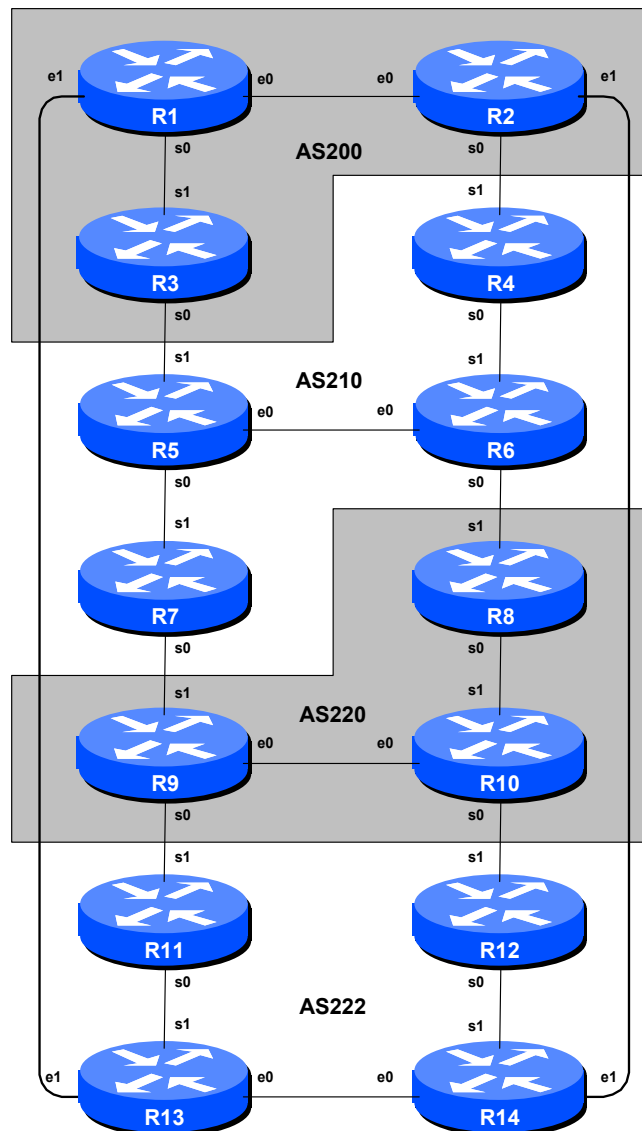 e1 e0 e0 e1
R1 R2
s0 AS200 s0
s1 s1
R3 R4
s0 s0
s1 AS210 s1
e0 e0
R5 R6
s0 s0
s1 s1
R7 R8
s0 s0
s1 AS220 s1
e0 e0
R9 R10
s0 s0
s1 s1
R11 R12
s0 s0
AS222
s1 s1
e1 e0 e0 e1
R13 R14